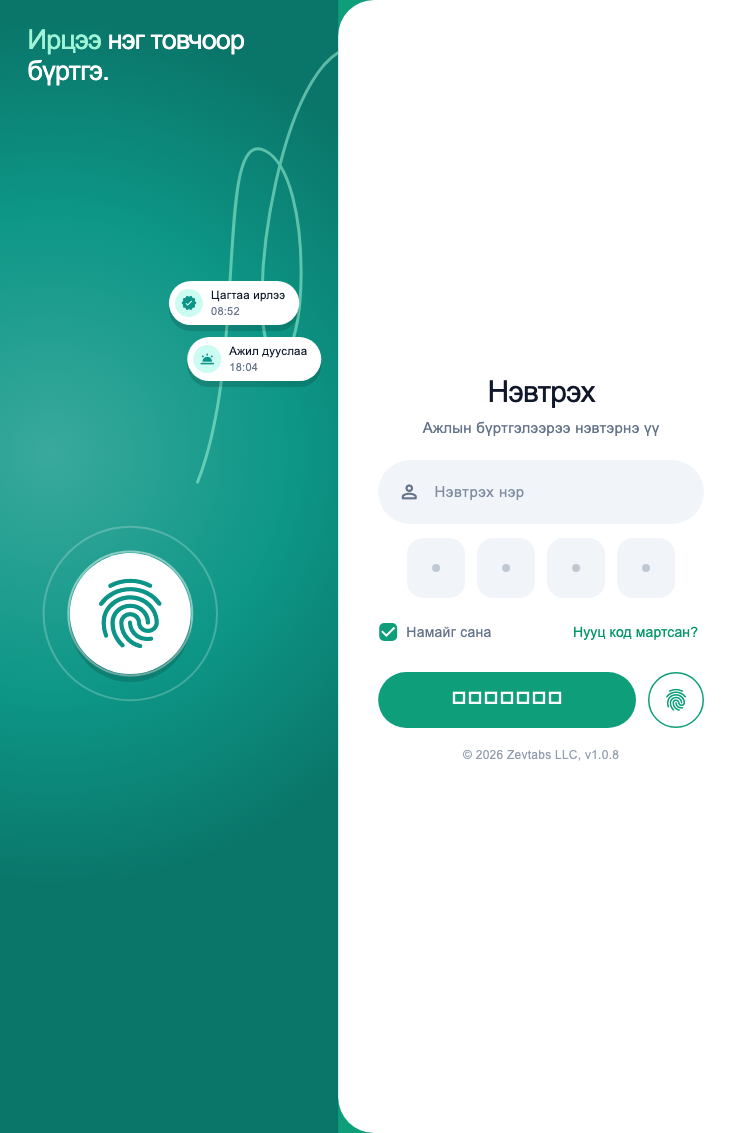 Ирцээ нэг товчоор
бүртгэ.
Цагтаа ирлээ
08:52
Ажил дууслаа
18:04
Нэвтрэх
Ажлын бүртгэлээрээ нэвтэрнэ үү
Нэвтрэх нэр
Намайг сана
Нууц код мартсан?
© 2026 Zevtabs LLC, v1.0.8